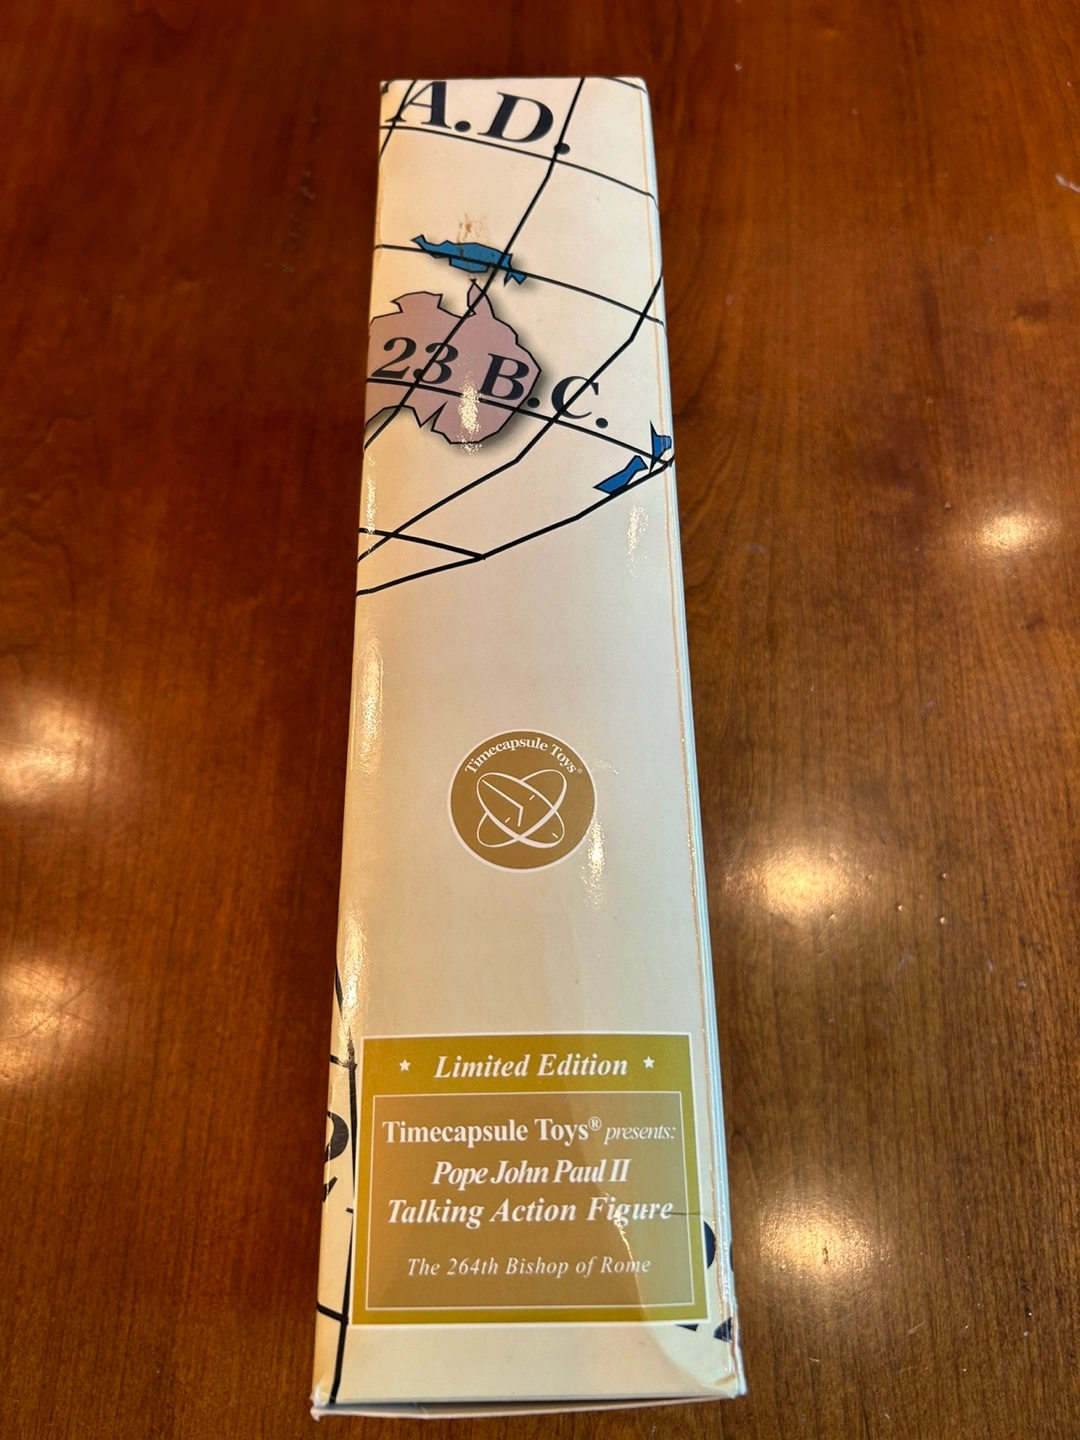 A.D.
23 B.C.
Timecapsule Toys®
★ Limited Edition ★
Timecapsule Toys® presents:
Pope John Paul II
Talking Action Figure
The 264th Bishop of Rome